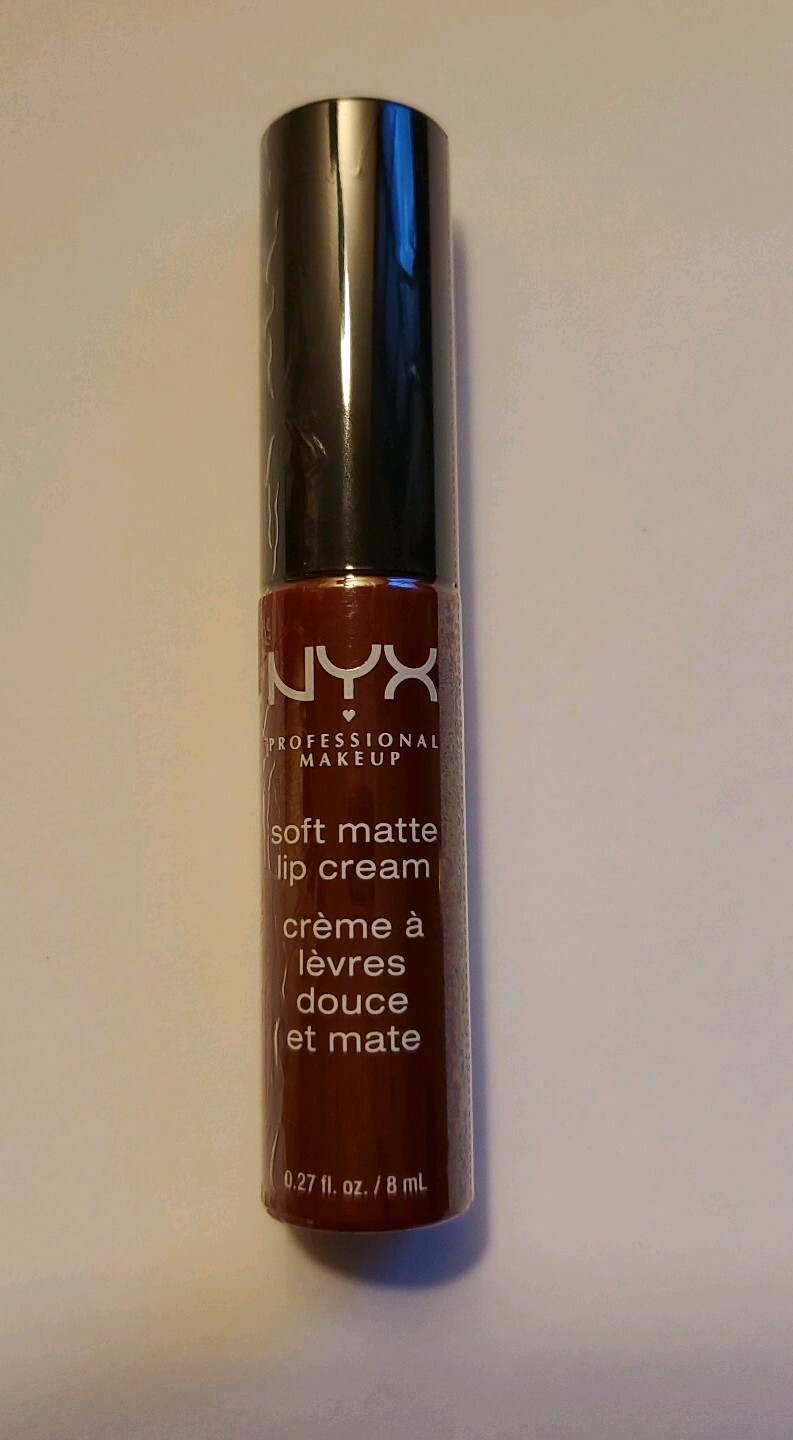 NYX
PROFESSIONAL
MAKEUP
soft matte
lip cream
crème à
lèvres
douce
et mate
0.27 fl. oz. / 8 mL